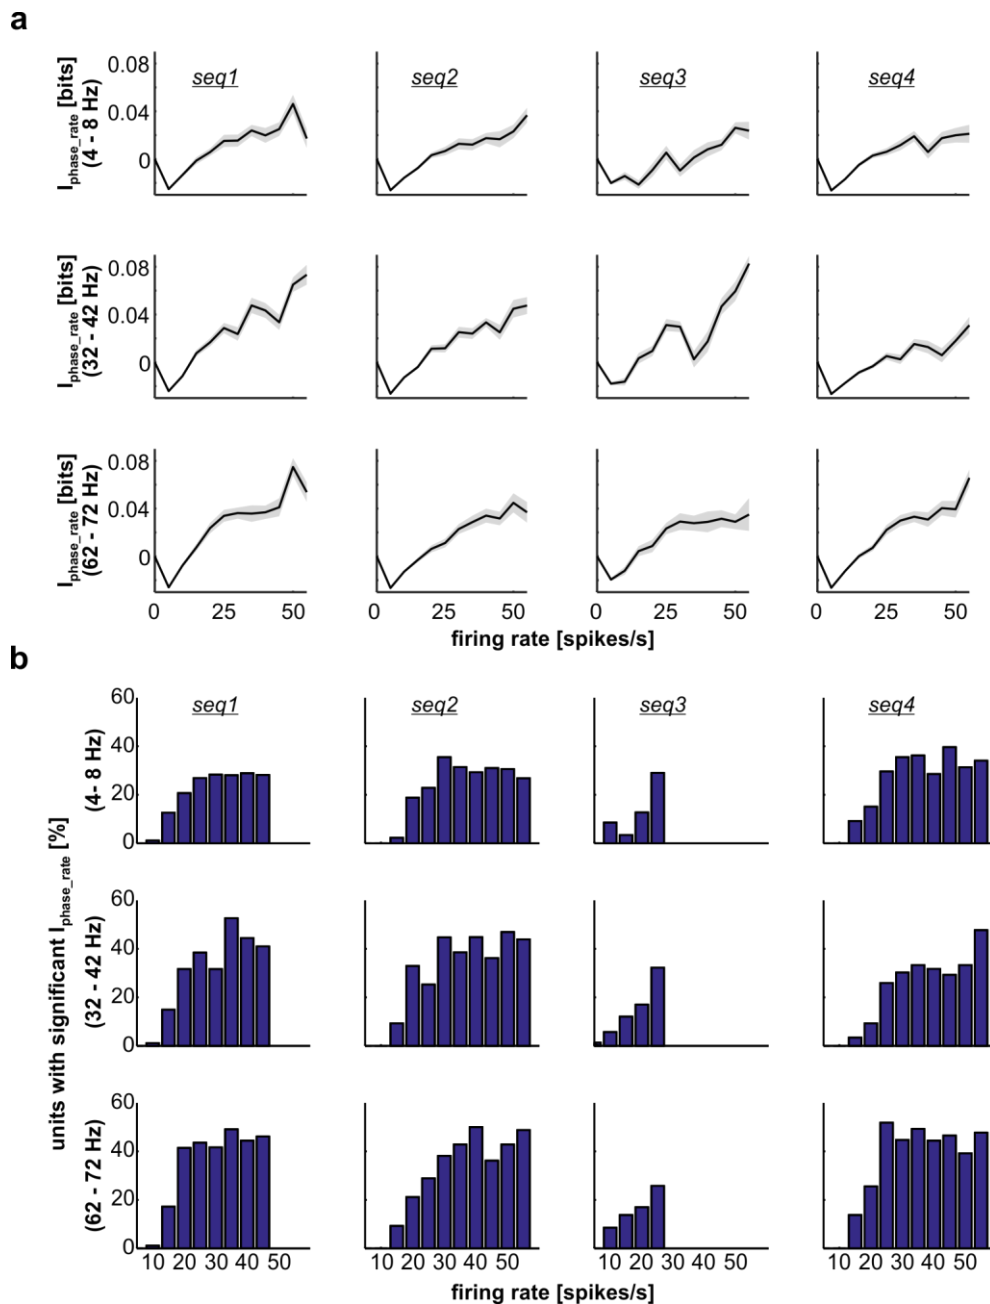 a
seq1 seq2 seq3 seq4
I_phase_rate [bits]
(4 - 8 Hz)
0.08
0.04
0
I_phase_rate [bits]
(32 - 42 Hz)
0.08
0.04
0
I_phase_rate [bits]
(62 - 72 Hz)
0.08
0.04
0
0 25 50 0 25 50 0 25 50 0 25 50
firing rate [spikes/s]
b
seq1 seq2 seq3 seq4
units with significant I_phase_rate [%]
(4- 8 Hz)
60
40
20
0
(32 - 42 Hz)
60
40
20
0
(62 - 72 Hz)
60
40
20
0
10 20 30 40 50 10 20 30 40 50 10 20 30 40 50 10 20 30 40 50
firing rate [spikes/s]